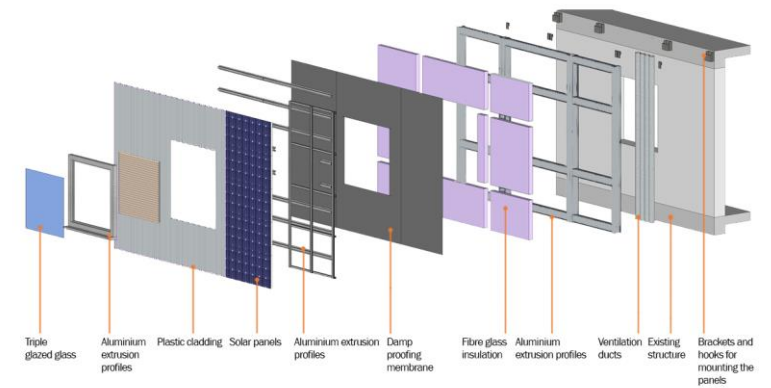 Triple
glazed glass
Aluminium
extrusion
profiles
Plastic cladding
Solar panels
Aluminium extrusion
profiles
Damp
proofing
membrane
Fibre glass
insulation
Aluminium
extrusion profiles
Ventilation
ducts
Existing
structure
Brackets and
hooks for
mounting the
panels